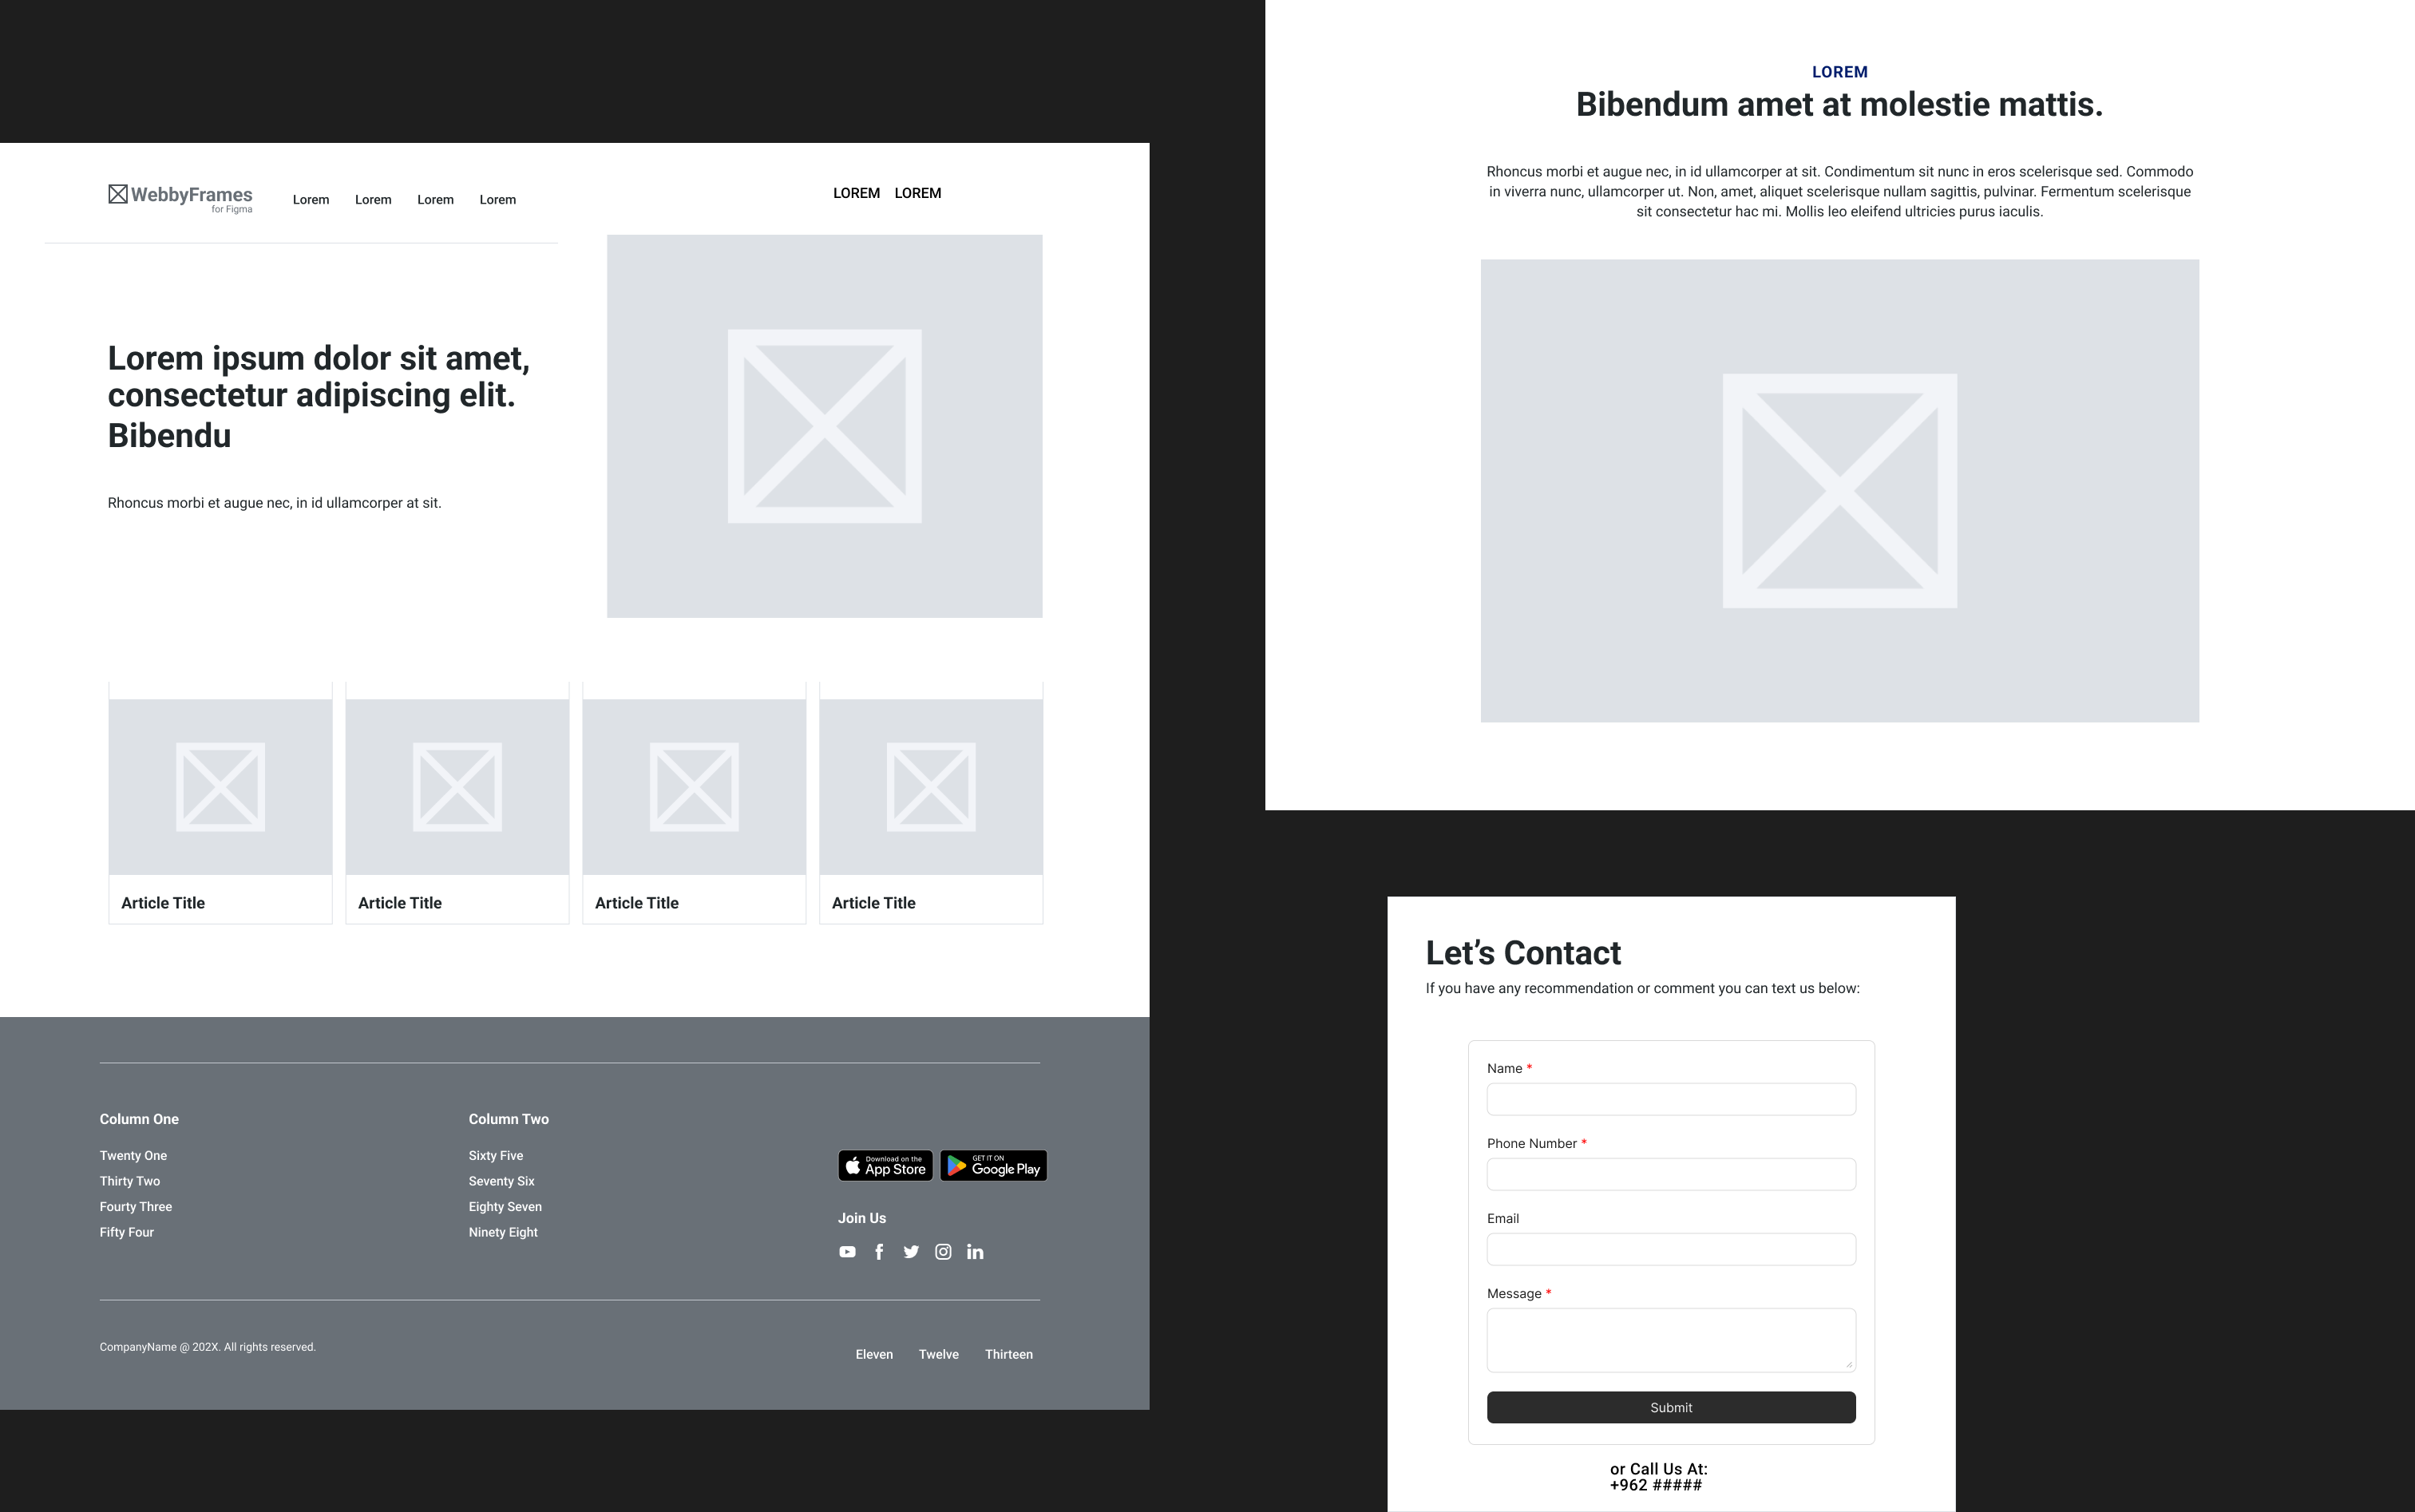 WebbyFrames
for Figma
Lorem Lorem Lorem Lorem
LOREM LOREM
Lorem ipsum dolor sit amet,
consectetur adipiscing elit.
Bibendu
Rhoncus morbi et augue nec, in id ullamcorper at sit.
Article Title
Article Title
Article Title
Article Title
Column One
Twenty One
Thirty Two
Fourty Three
Fifty Four
Column Two
Sixty Five
Seventy Six
Eighty Seven
Ninety Eight
Download on the
App Store
GET IT ON
Google Play
Join Us
CompanyName @ 202X. All rights reserved.
Eleven Twelve Thirteen
LOREM
Bibendum amet at molestie mattis.
Rhoncus morbi et augue nec, in id ullamcorper at sit. Condimentum sit nunc in eros scelerisque sed. Commodo
in viverra nunc, ullamcorper ut. Non, amet, aliquet scelerisque nullam sagittis, pulvinar. Fermentum scelerisque
sit consectetur hac mi. Mollis leo eleifend ultricies purus iaculis.
Let’s Contact
If you have any recommendation or comment you can text us below:
Name *
Phone Number *
Email
Message *
Submit
or Call Us At:
+962 #####